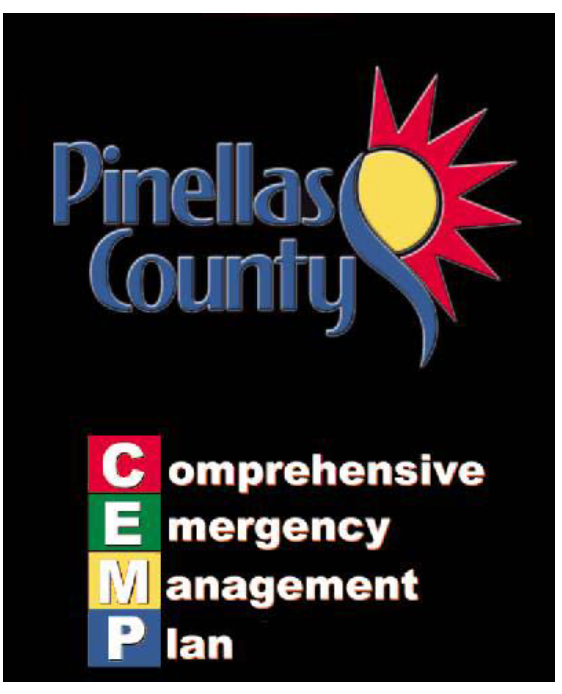 Pinellas
County
Comprehensive
Emergency
Management
Plan